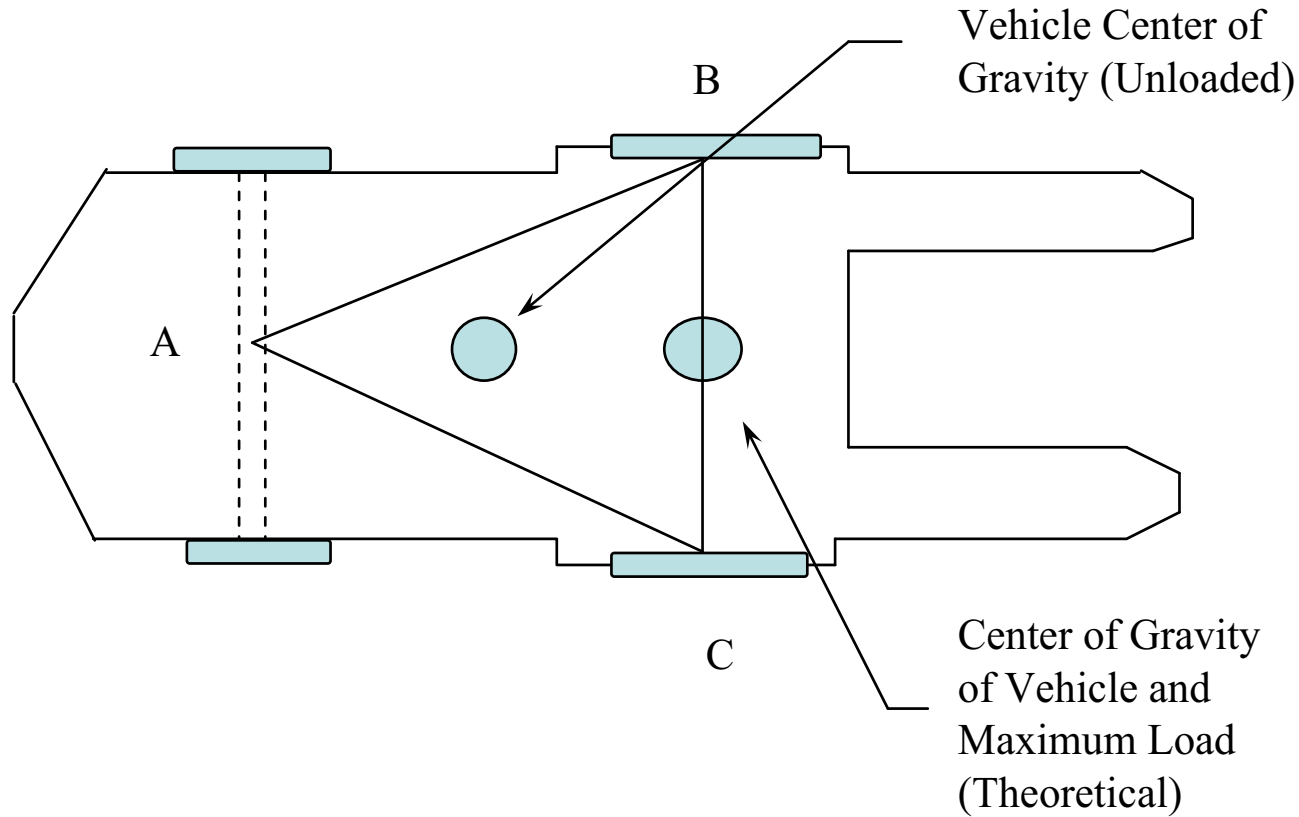 Vehicle Center of
Gravity (Unloaded)
B
A
C
Center of Gravity
of Vehicle and
Maximum Load
(Theoretical)